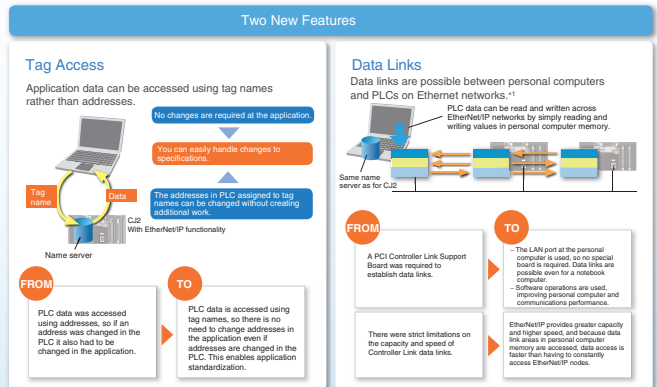 Two New Features
Tag Access
Application data can be accessed using tag names
rather than addresses.
No changes are required at the application.
You can easily handle changes to
specifications.
The addresses in PLC assigned to tag
names can be changed without creating
additional work.
Tag
name
Data
CJ2
With EtherNet/IP functionality
Name server
FROM
PLC data was accessed
using addresses, so if an
address was changed in the
PLC it also had to be
changed in the application.
TO
PLC data is accessed using
tag names, so there is no
need to change addresses in
the application even if
addresses are changed in the
PLC. This enables application
standardization.
Data Links
Data links are possible between personal computers
and PLCs on Ethernet networks.*1
PLC data can be read and written across
EtherNet/IP networks by simply reading and
writing values in personal computer memory.
Same name
server as for CJ2
FROM
A PCI Controller Link Support
Board was required to
establish data links.
TO
– The LAN port at the personal
computer is used, so no special
board is required. Data links are
possible even for a notebook
computer.
– Software operations are used,
improving personal computer and
communications performance.
There were strict limitations on
the capacity and speed of
Controller Link data links.
EtherNet/IP provides greater capacity
and higher speed, and because data
link areas in personal computer
memory are accessed, data access is
faster than having to constantly
access EtherNet/IP nodes.